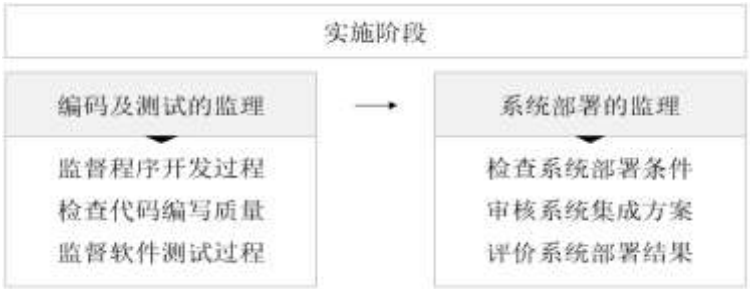 实施阶段
编码及测试的监理
监督程序开发过程
检查代码编写质量
监督软件测试过程
系统部署的监理
检查系统部署条件
审核系统集成方案
评价系统部署结果